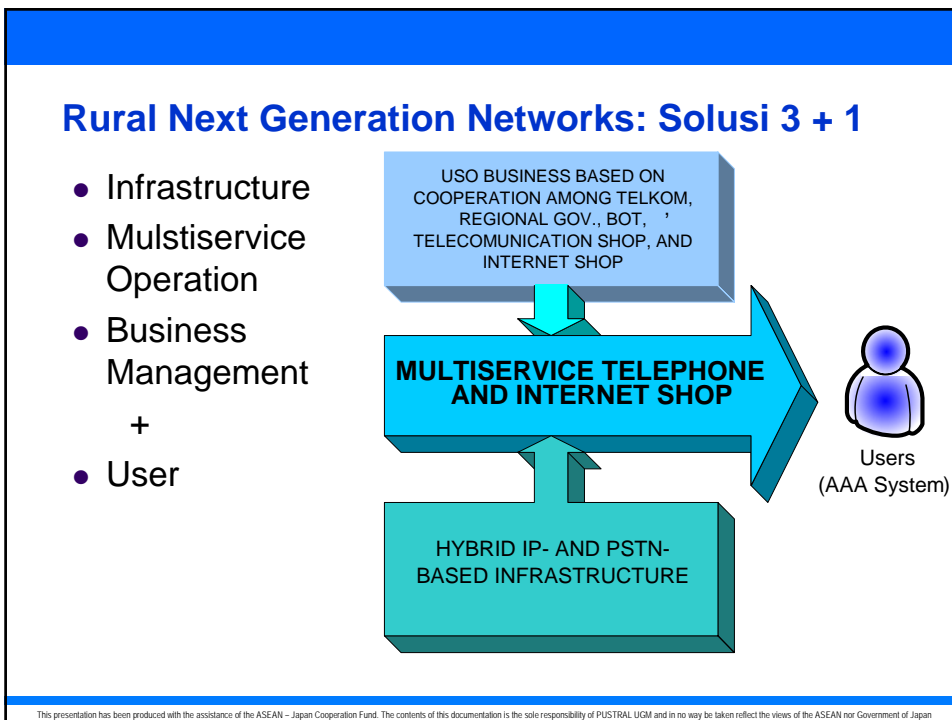 Rural Next Generation Networks: Solusi 3 + 1
● Infrastructure
● Mulstiservice
Operation
● Business
Management
+
● User
USO BUSINESS BASED ON
COOPERATION AMONG TELKOM,
REGIONAL GOV., BOT, ’
TELECOMUNICATION SHOP, AND
INTERNET SHOP
MULTISERVICE TELEPHONE
AND INTERNET SHOP
Users
(AAA System)
HYBRID IP- AND PSTN-
BASED INFRASTRUCTURE
This presentation has been produced with the assistance of the ASEAN – Japan Cooperation Fund. The contents of this documentation is the sole responsibility of PUSTRAL UGM and in no way be taken reflect the views of the ASEAN nor Government of Japan